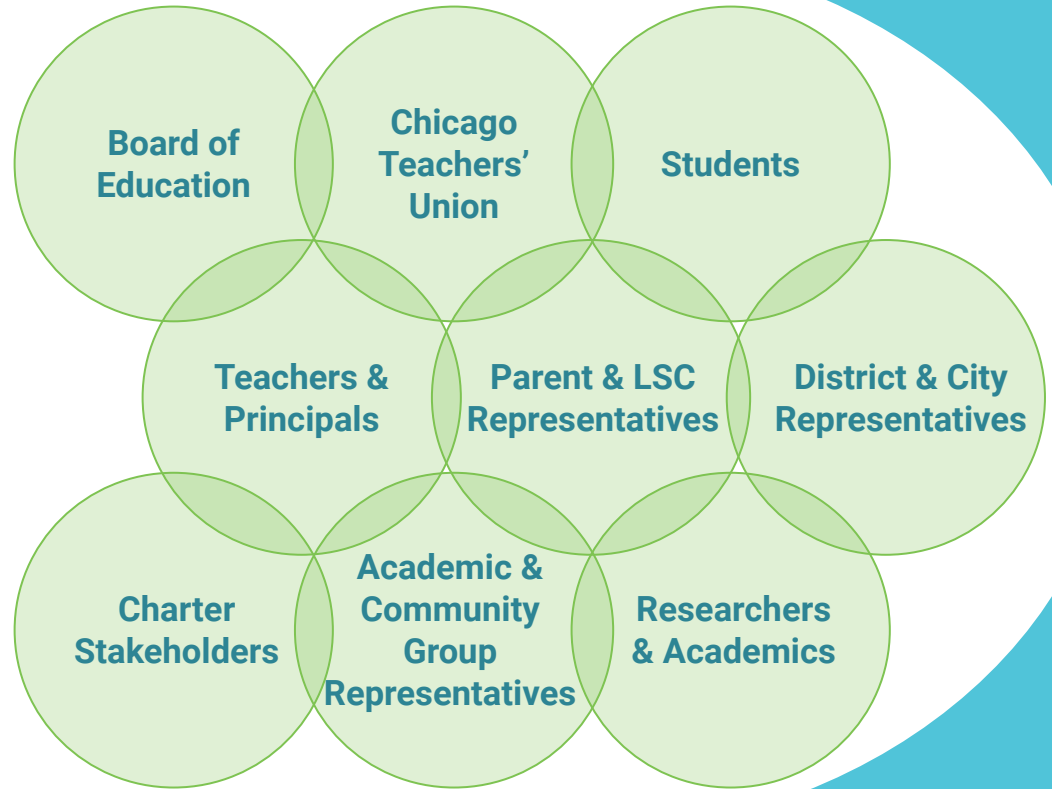 Board of
Education
Chicago
Teachers’
Union
Students
Teachers &
Principals
Parent & LSC
Representatives
District & City
Representatives
Charter
Stakeholders
Academic &
Community
Group
Representatives
Researchers
& Academics